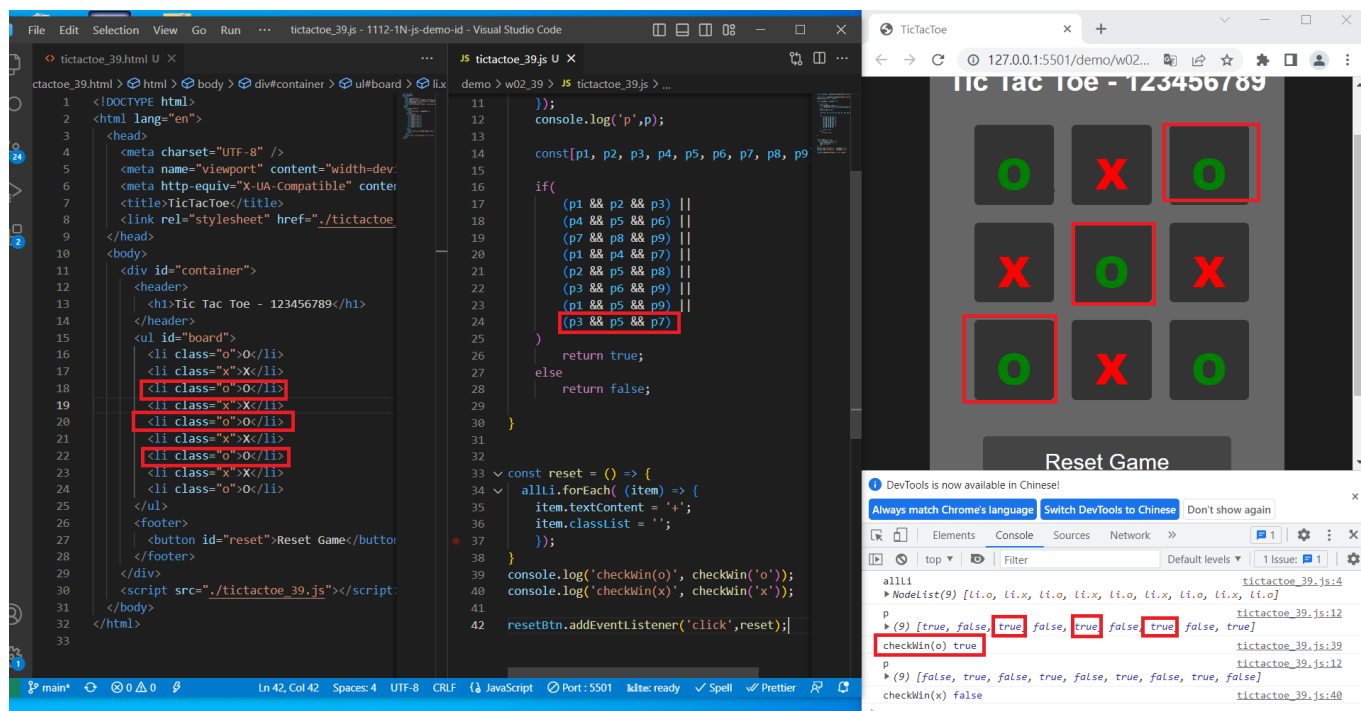 File Edit Selection View Go Run ··· tictactoe_39.js - 1112-1N-js-demo-id - Visual Studio Code
tictactoe_39.html U
ctactoe_39.html > html > body > div#container > ul#board > li.x
1 <!DOCTYPE html>
2 <html lang="en">
3 <head>
4 <meta charset="UTF-8" />
5 <meta name="viewport" content="width=devi
6 <meta http-equiv="X-UA-Compatible" conter
7 <title>TicTacToe</title>
8 <link rel="stylesheet" href="./tictactoe_
9 </head>
10 <body>
11 <div id="container">
12 <header>
13 <h1>Tic Tac Toe - 123456789</h1>
14 </header>
15 <ul id="board">
16 <li class="o">O</li>
17 <li class="x">X</li>
18 <li class="o">O</li>
19 <li class="x">X</li>
20 <li class="o">O</li>
21 <li class="x">X</li>
22 <li class="o">O</li>
23 <li class="x">X</li>
24 <li class="o">O</li>
25 </ul>
26 <footer>
27 <button id="reset">Reset Game</buttor
28 </footer>
29 </div>
30 <script src="./tictactoe_39.js"></script>
31 </body>
32 </html>
33
24
2
1
JS tictactoe_39.js U ×
demo > w02_39 > JS tictactoe_39.js > ...
11 });
12 console.log('p',p);
13
14 const[p1, p2, p3, p4, p5, p6, p7, p8, p9
15
16 if(
17 (p1 && p2 && p3) ||
18 (p4 && p5 && p6) ||
19 (p7 && p8 && p9) ||
20 (p1 && p4 && p7) ||
21 (p2 && p5 && p8) ||
22 (p3 && p6 && p9) ||
23 (p1 && p5 && p9) ||
24 (p3 && p5 && p7)
25 )
26 return true;
27 else
28 return false;
29
30 }
31
32
33 const reset = () => {
34 allLi.forEach( (item) => {
35 item.textContent = '+';
36 item.classList = '';
37 });
38 }
39 console.log('checkWin(o)', checkWin('o'));
40 console.log('checkWin(x)', checkWin('x'));
41
42 resetBtn.addEventListener('click',reset);
main* 0 0 Ln 42, Col 42 Spaces: 4 UTF-8 CRLF JavaScript Port : 5501 kite: ready Spell Prettier
TicTacToe × +
127.0.0.1:5501/demo/w02...
Tic Tac Toe - 123456789
O X O
X O X
O X O
Reset Game
DevTools is now available in Chinese!
Always match Chrome's language Switch DevTools to Chinese Don't show again
Elements Console Sources Network » 1
top ▼ Filter Default levels ▼ 1 Issue: 1
allLi tictactoe_39.js:4
▶ NodeList(9) [li.o, li.x, li.o, li.x, li.o, li.x, li.o, li.x, li.o]
p tictactoe_39.js:12
▶ (9) [true, false, true, false, true, false, true, false, true]
checkWin(o) true tictactoe_39.js:39
p tictactoe_39.js:12
▶ (9) [false, true, false, true, false, true, false, true, false]
checkWin(x) false tictactoe_39.js:40